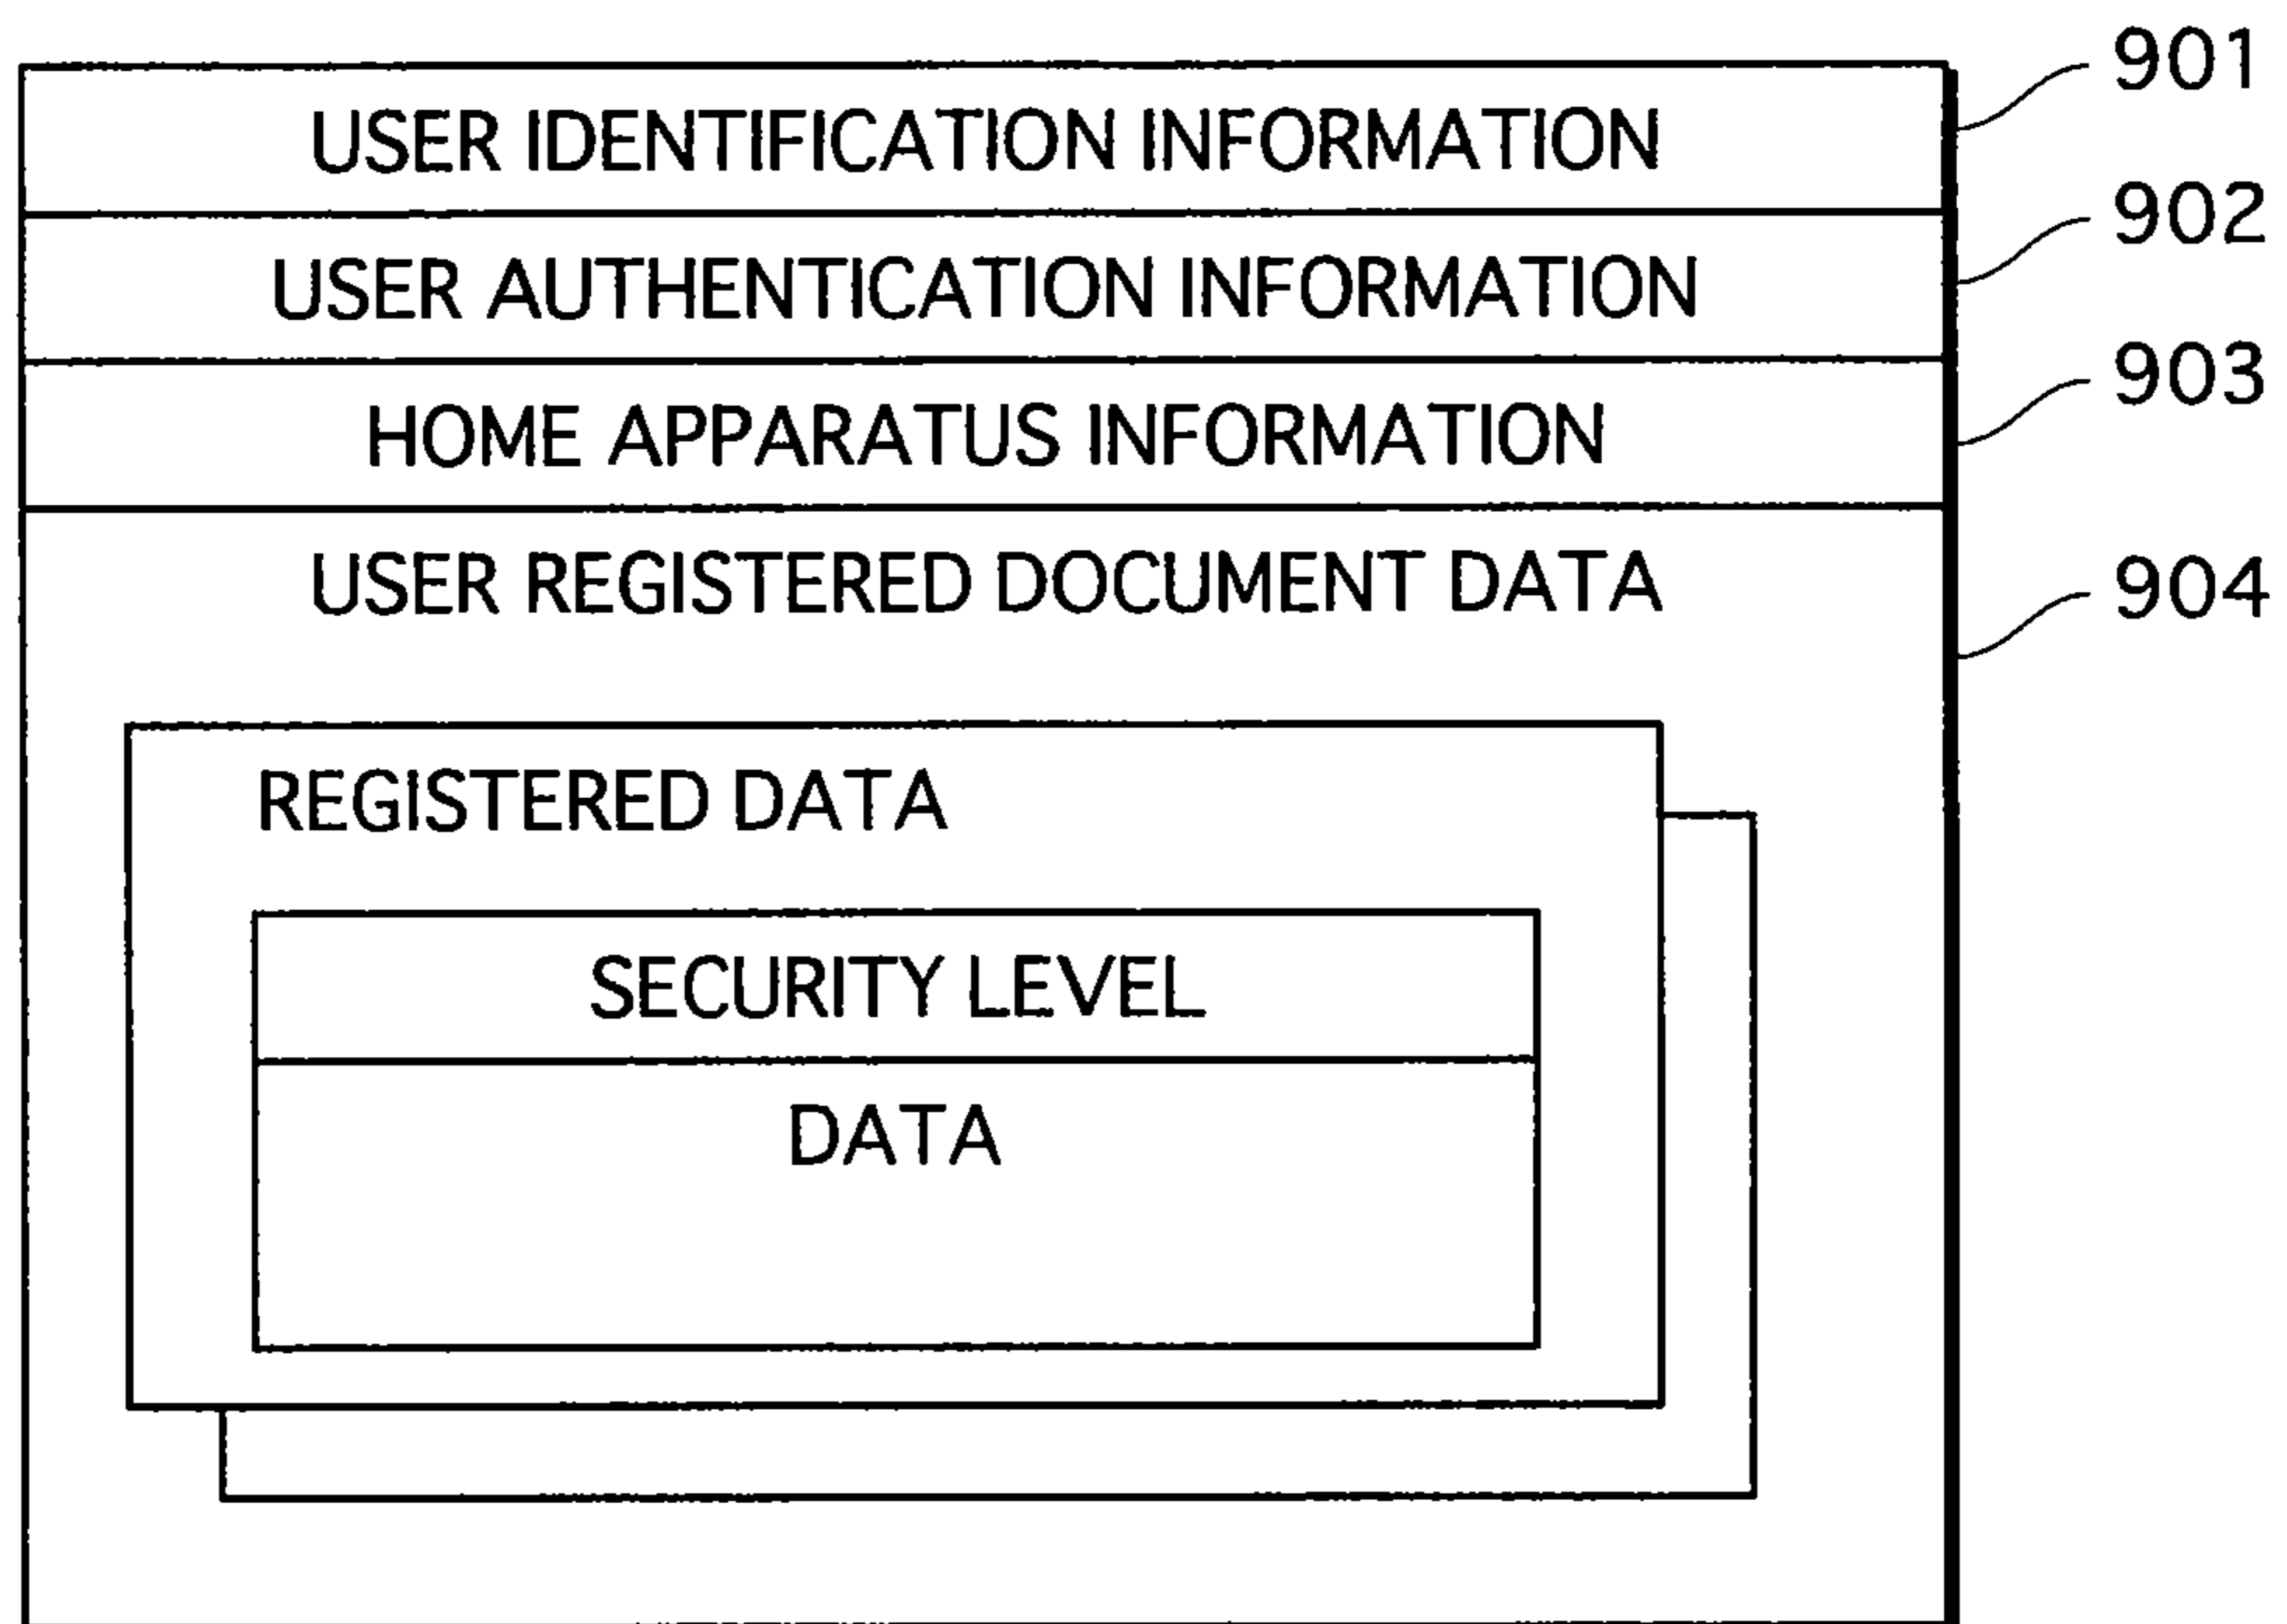 USER IDENTIFICATION INFORMATION 901
USER AUTHENTICATION INFORMATION 902
HOME APPARATUS INFORMATION 903
USER REGISTERED DOCUMENT DATA 904
REGISTERED DATA
SECURITY LEVEL
DATA